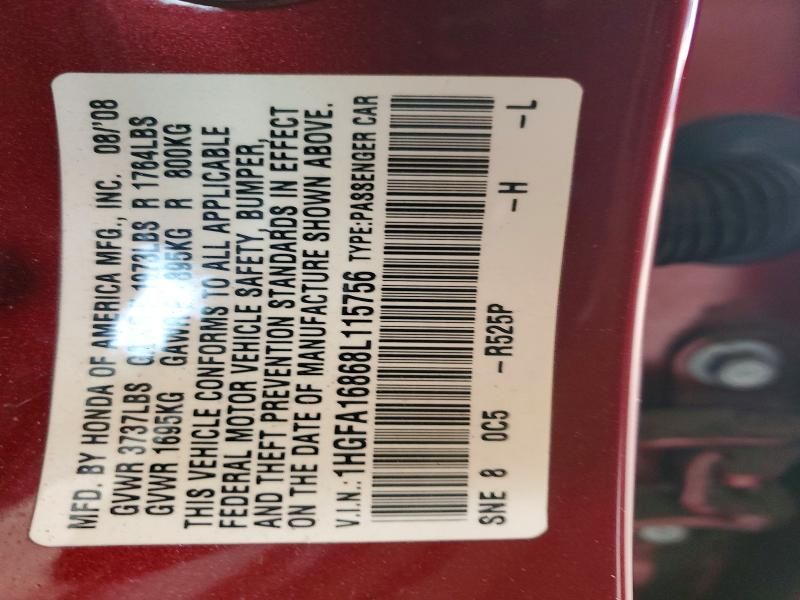 MFD. BY HONDA OF AMERICA MFG., INC. 08/'08
GVWR 3737LBS R 1764LBS
GVWR 1695KG R 800KG
THIS VEHICLE CONFORMS TO ALL APPLICABLE
FEDERAL MOTOR VEHICLE SAFETY, BUMPER,
AND THEFT PREVENTION STANDARDS IN EFFECT
ON THE DATE OF MANUFACTURE SHOWN ABOVE.
V.I.N.: 1HGFA16868L115756 TYPE:PASSENGER CAR
SNE 8 0C5 -R525P -H -L